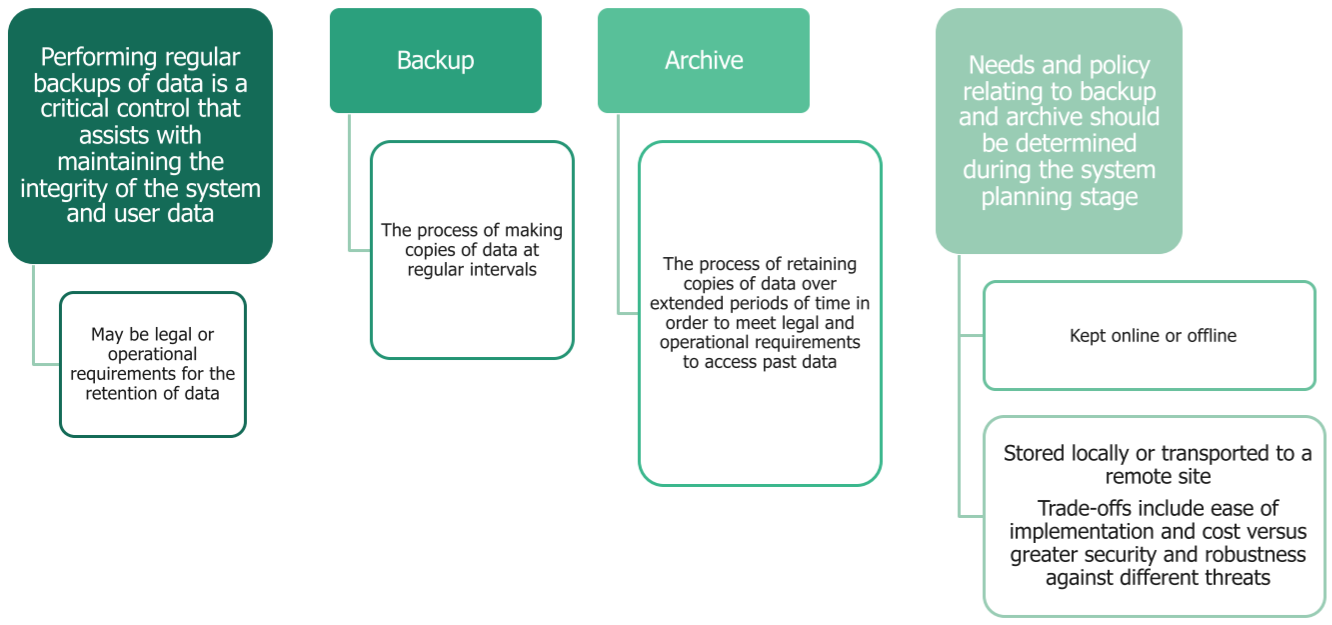 Performing regular
backups of data is a
critical control that
assists with
maintaining the
integrity of the system
and user data
May be legal or
operational
requirements for the
retention of data
Backup
The process of making
copies of data at
regular intervals
Archive
The process of retaining
copies of data over
extended periods of time in
order to meet legal and
operational requirements
to access past data
Needs and policy
relating to backup
and archive should
be determined
during the system
planning stage
Kept online or offline
Stored locally or transported to a
remote site
Trade-offs include ease of
implementation and cost versus
greater security and robustness
against different threats